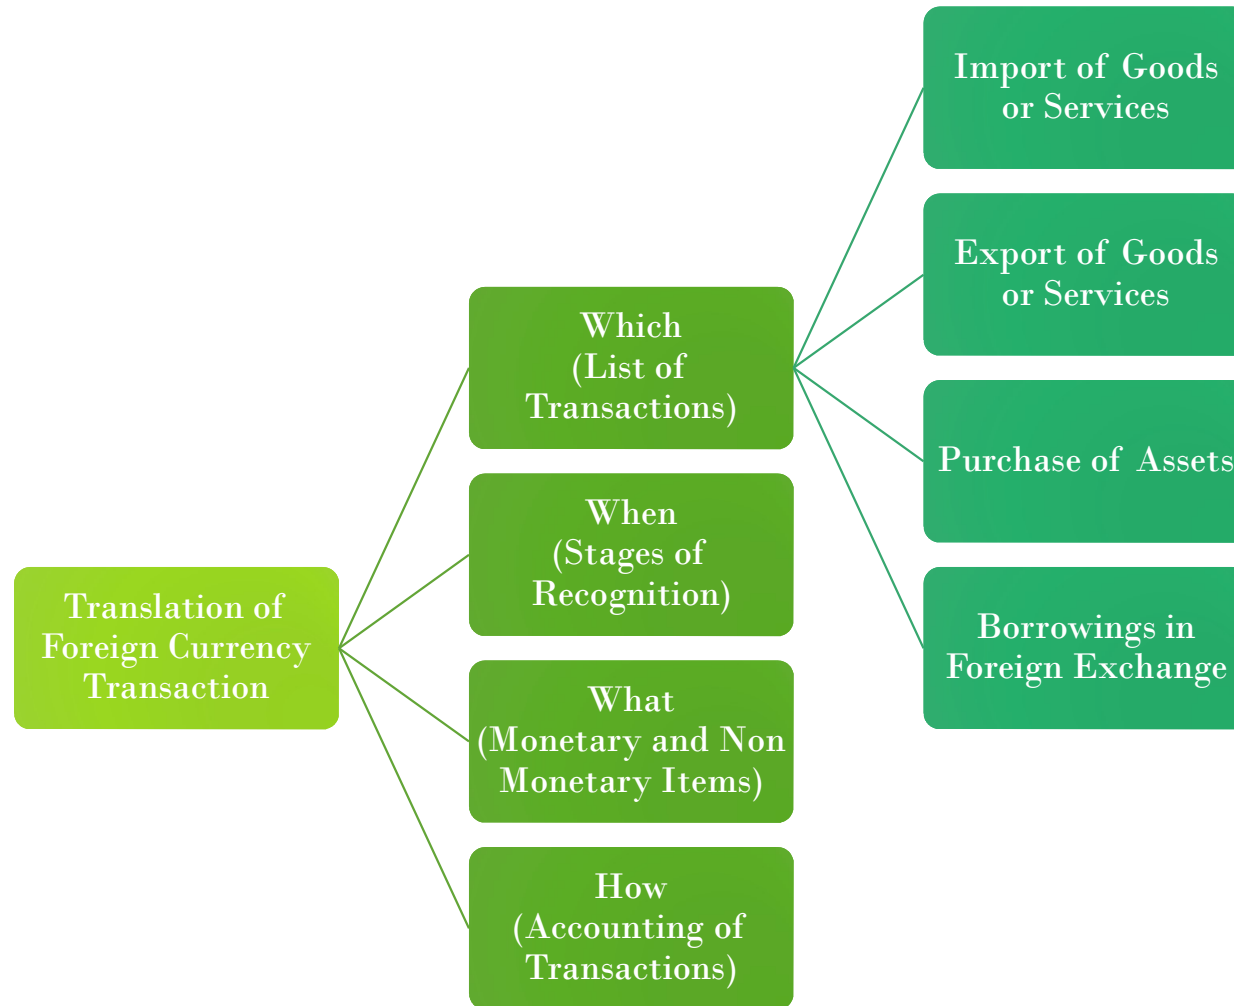 Translation of
Foreign Currency
Transaction
Which
(List of
Transactions)
When
(Stages of
Recognition)
What
(Monetary and Non
Monetary Items)
How
(Accounting of
Transactions)
Import of Goods
or Services
Export of Goods
or Services
Purchase of Assets
Borrowings in
Foreign Exchange